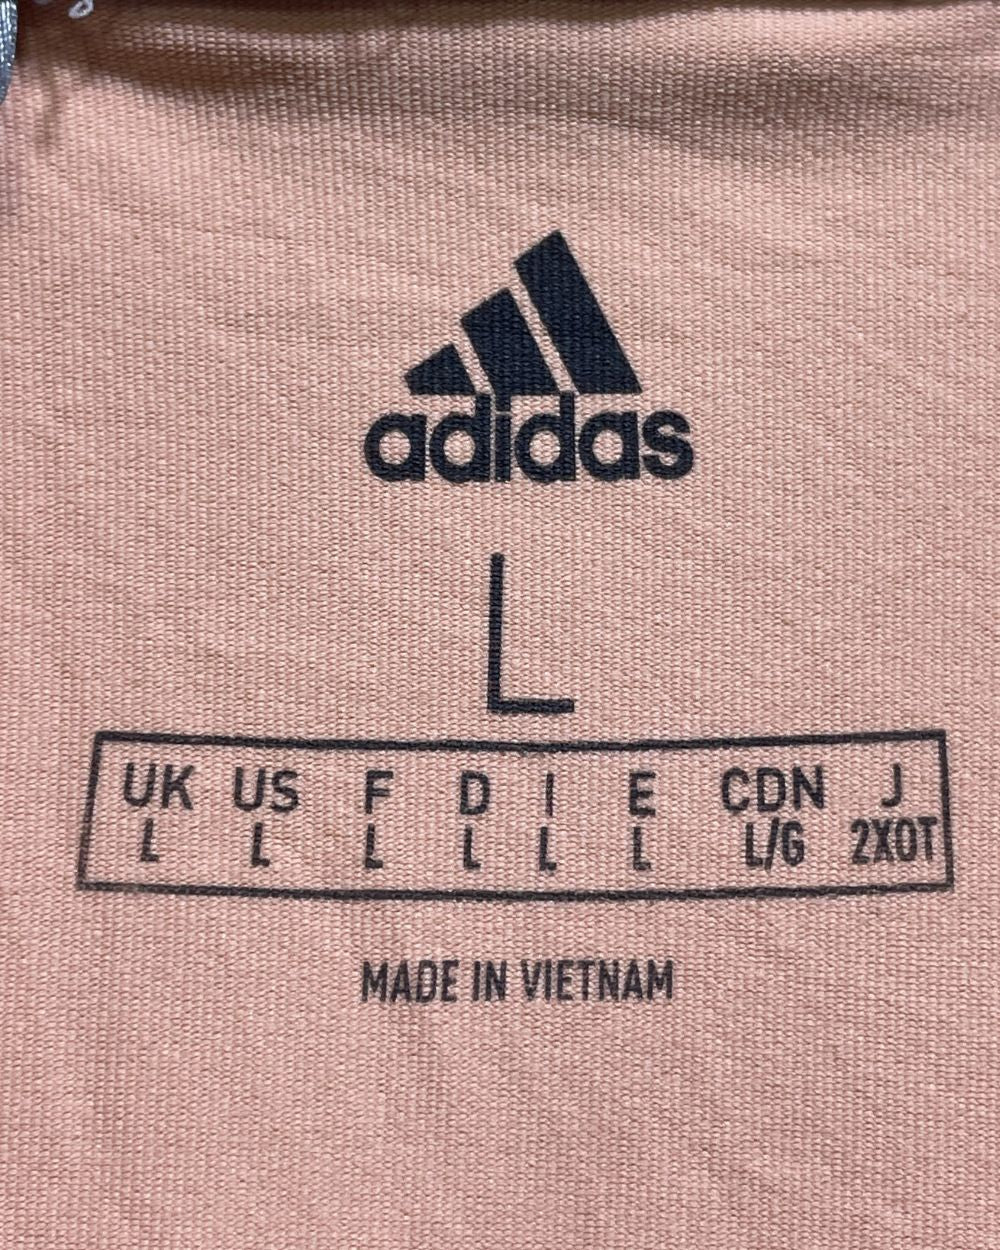 adidas
L
UK US F D I E CDN J
L L L L L L L/G 2XOT
MADE IN VIETNAM